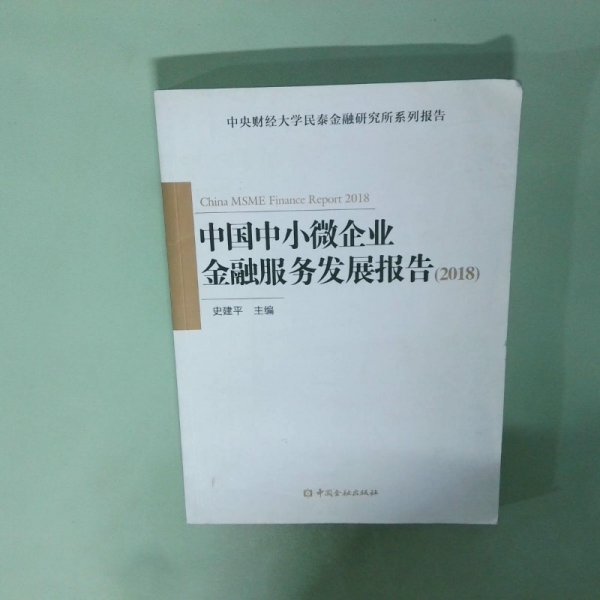 中央财经大学民泰金融研究所系列报告
China MSME Finance Report 2018
中国中小微企业
金融服务发展报告(2018)
史建平 主编
中国金融出版社